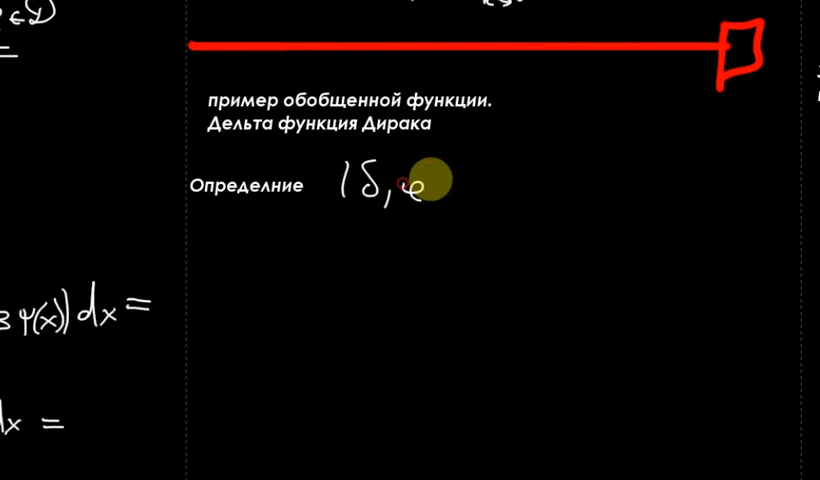 ∈ D
пример обобщенной функции.
Дельта функция Дирака
Определние (δ, φ
ψ(x)) dx =
dx =